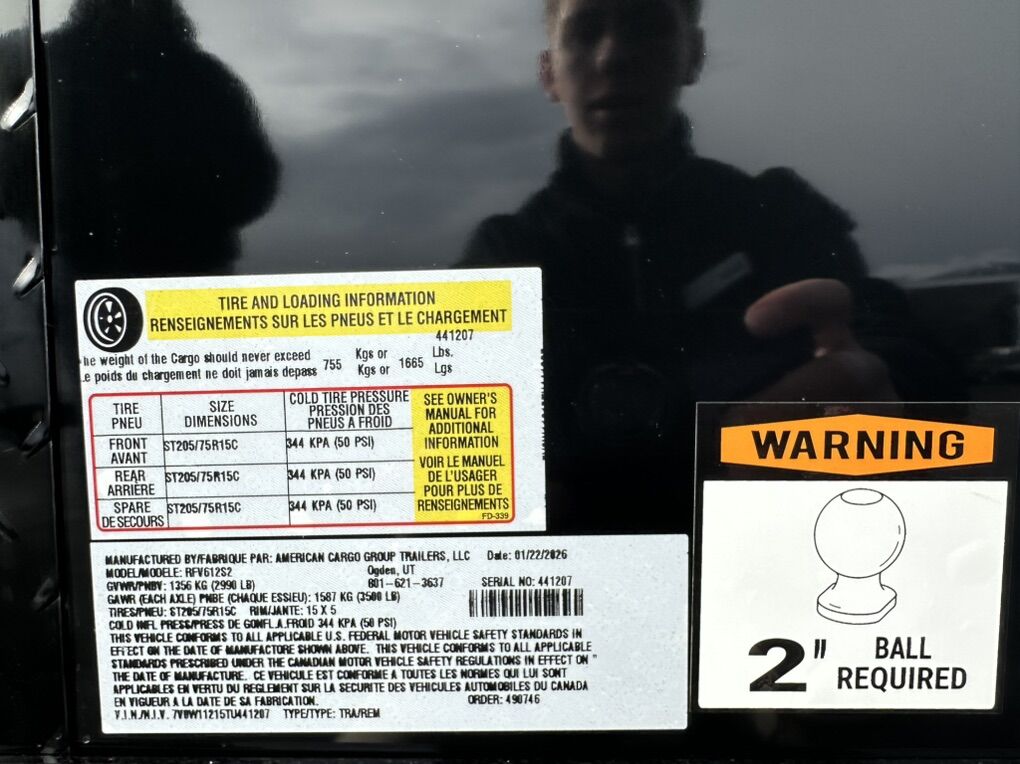 TIRE AND LOADING INFORMATION
RENSEIGNEMENTS SUR LES PNEUS ET LE CHARGEMENT
441207
he weight of the Cargo should never exceed 755 Kgs or 1665 Lbs.
e poids du chargement ne doit jamais depass Kgs or Lgs
TIRE PNEU
SIZE DIMENSIONS
COLD TIRE PRESSURE PRESSION DES PNEUS A FROID
SEE OWNER'S MANUAL FOR ADDITIONAL INFORMATION
VOIR LE MANUEL DE L'USAGER POUR PLUS DE RENSEIGNEMENTS
FD-339
FRONT AVANT ST205/75R15C 344 KPA (50 PSI)
REAR ARRIÈRE ST205/75R15C 344 KPA (50 PSI)
SPARE DE SECOURS ST205/75R15C 344 KPA (50 PSI)
MANUFACTURED BY/FABRIQUE PAR: AMERICAN CARGO GROUP TRAILERS, LLC Date: 01/22/2026
MODEL/MODELE: RFV612S2 Ogden, UT
GVWR/PNBV: 1356 KG (2990 LB) 801-621-3637 SERIAL NO: 441207
GAWR (EACH AXLE) PNBE (CHAQUE ESSIEU): 1587 KG (3500 LB)
TIRES/PNEU: ST205/75R15C RIM/JANTE: 15 X 5
COLD INFL PRESS/PRESS DE GONFL.A.FROID 344 KPA (50 PSI)
THIS VEHICLE CONFORMS TO ALL APPLICABLE U.S. FEDERAL MOTOR VEHICLE SAFETY STANDARDS IN
EFFECT ON THE DATE OF MANUFACTORE SHOWN ABOVE. THIS VEHICLE CONFORMS TO ALL APPLICABLE
STANDARDS PRESCRIBED UNDER THE CANADIAN MOTOR VEHICLE SAFETY REGULATIONS IN EFFECT ON "
THE DATE OF MANUFACTURE. CE VEHICULE EST CONFORME A TOUTES LES NORMES QUI LUI SONT
APPLICABLES EN VERTU DU REGLEMENT SUR LA SECURITE DES VEHICULES AUTOMOBILES DU CANADA
EN VIGUEUR A LA DATE DE SA FABRICATION. ORDER: 490746
V.I.N./N.I.V. 7V0W11215TU441207 TYPE/TYPE: TRA/REM
WARNING
2" BALL REQUIRED